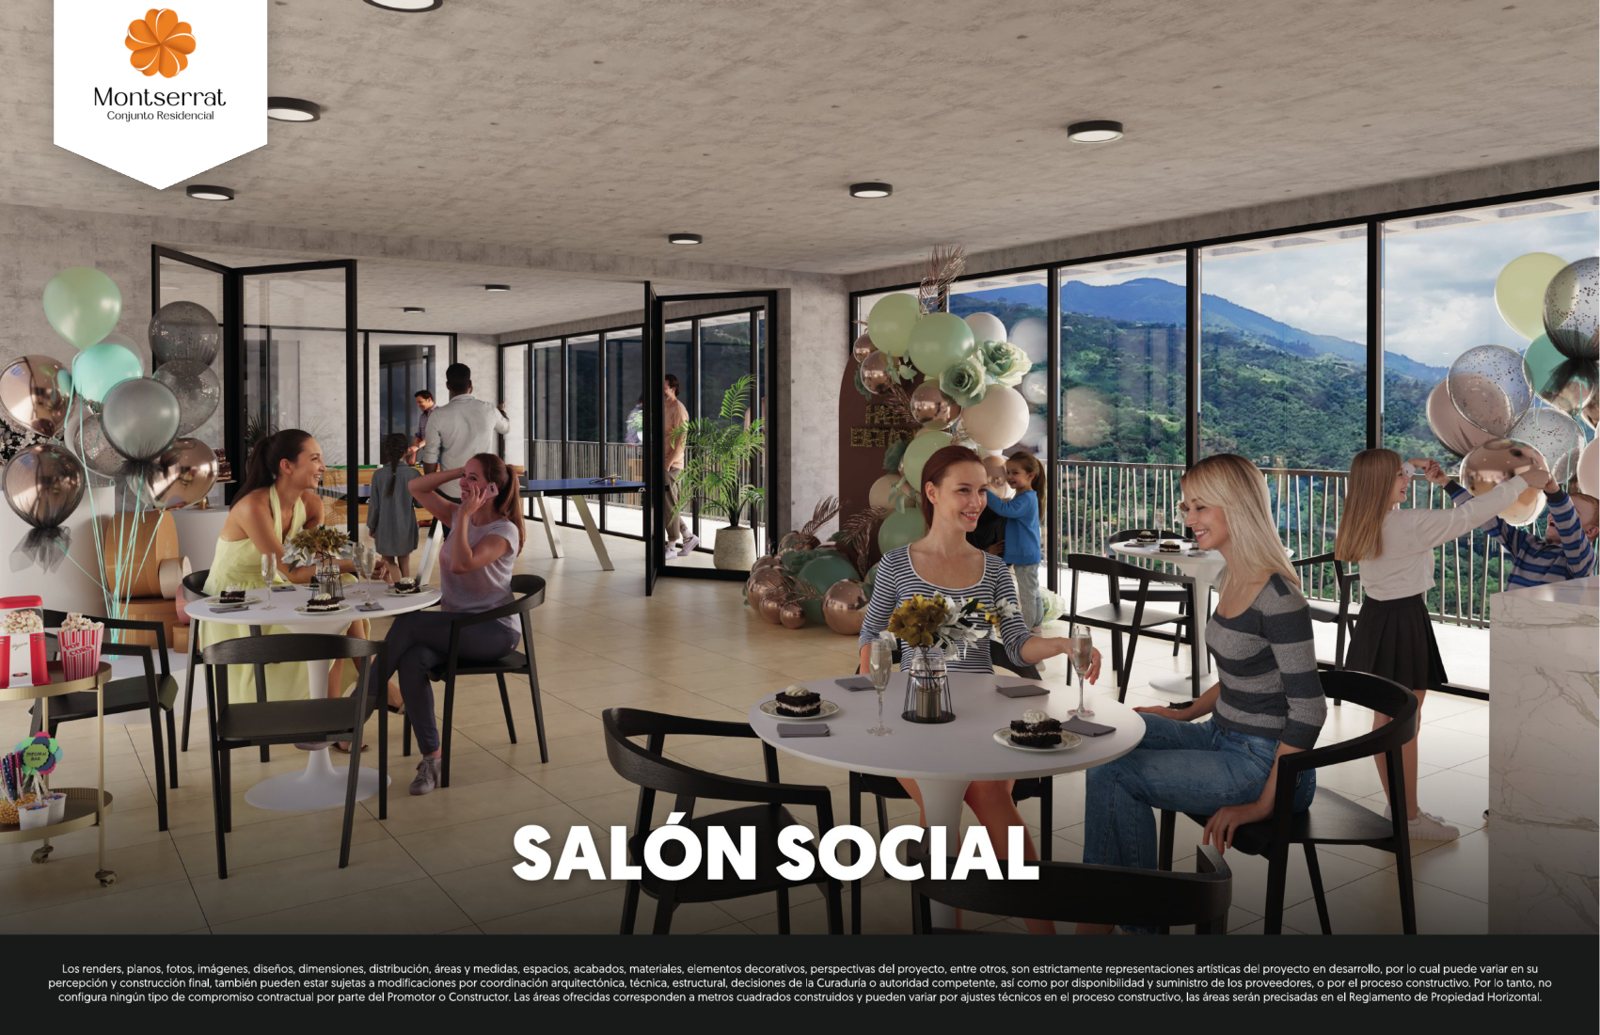 Montserrat
Conjunto Residencial
SALÓN SOCIAL
Los renders, planos, fotos, imágenes, diseños, dimensiones, distribución, áreas y medidas, espacios, acabados, materiales, elementos decorativos, perspectivas del proyecto, entre otros, son estrictamente representaciones artísticas del proyecto en desarrollo, por lo cual puede variar en su
percepción y construcción final, también pueden estar sujetas a modificaciones por coordinación arquitectónica, técnica, estructural, decisiones de la Curaduría o autoridad competente, así como por disponibilidad y suministro de los proveedores, o por el proceso constructivo. Por lo tanto, no
configura ningún tipo de compromiso contractual por parte del Promotor o Constructor. Las áreas ofrecidas corresponden a metros cuadrados construidos y pueden variar por ajustes técnicos en el proceso constructivo, las áreas serán precisadas en el Reglamento de Propiedad Horizontal.